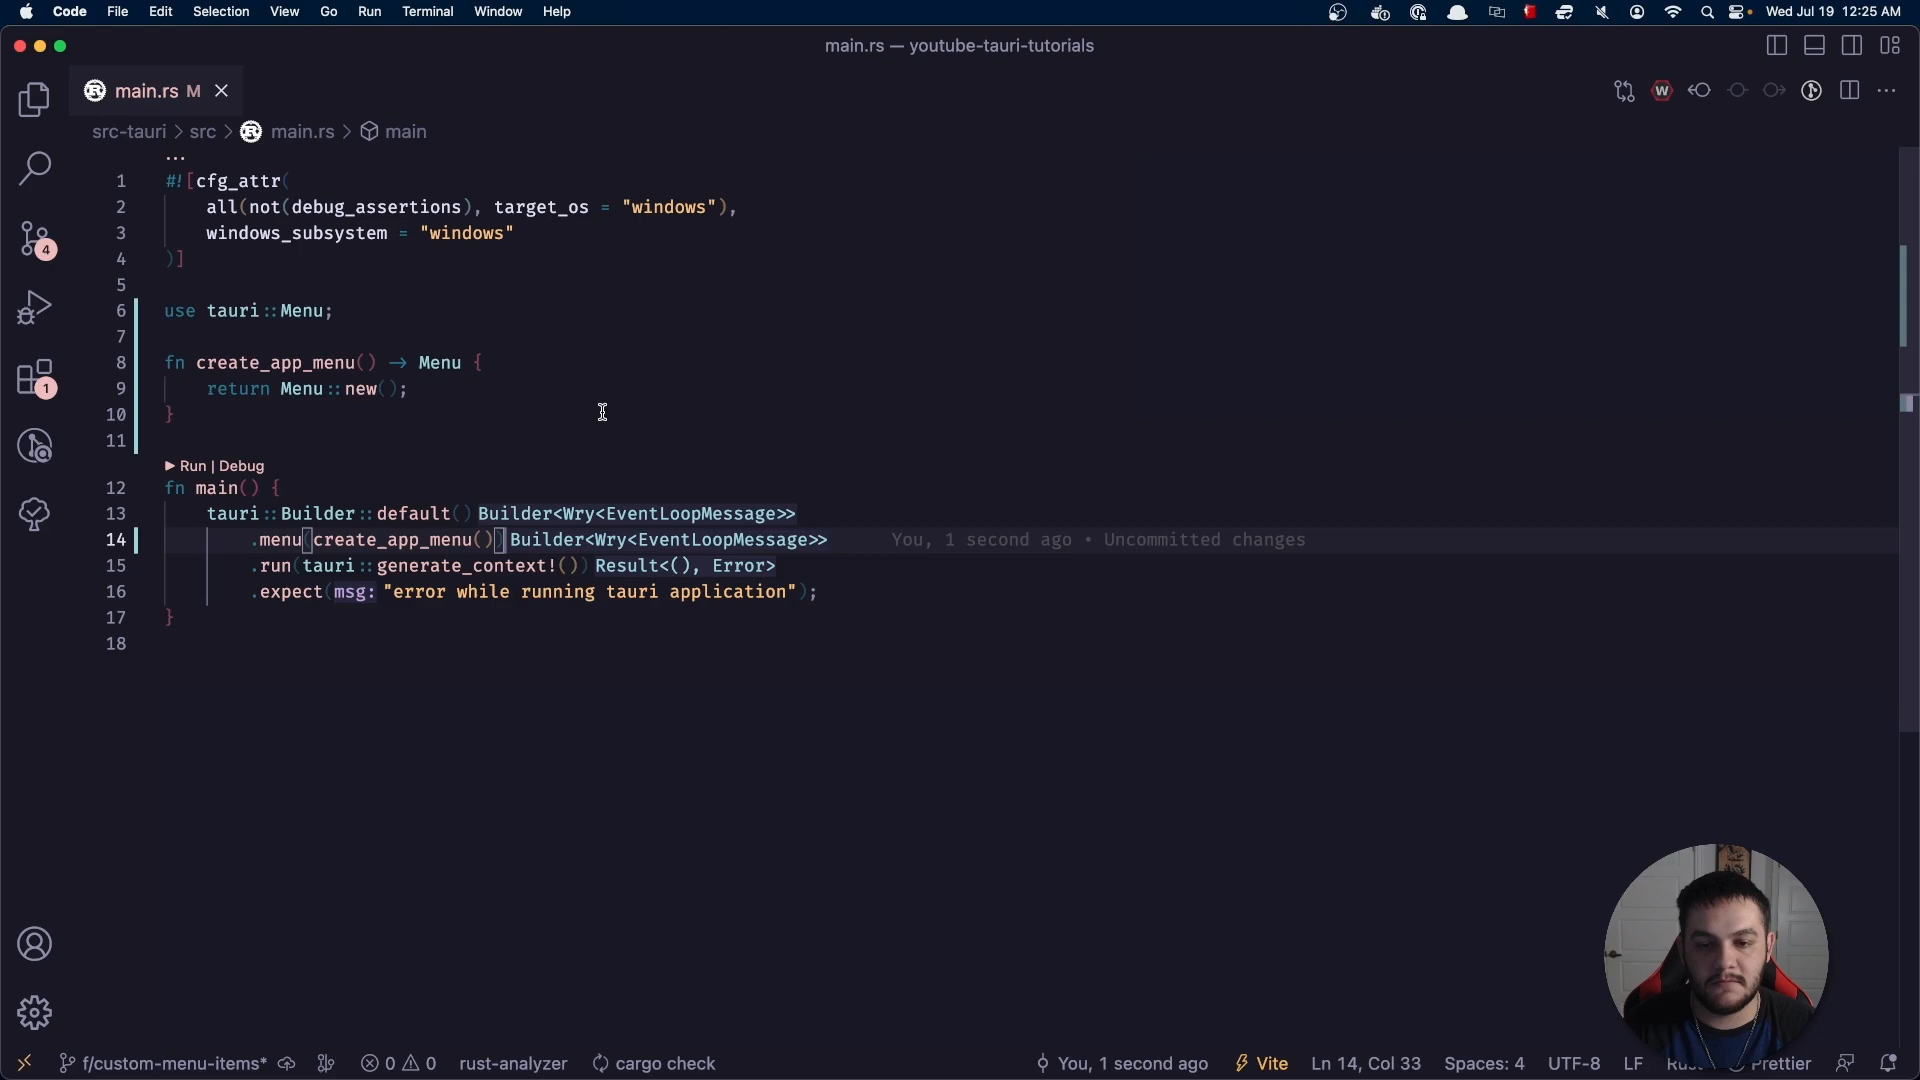 Code File Edit Selection View Go Run Terminal Window Help
Wed Jul 19 12:25 AM
main.rs — youtube-tauri-tutorials
main.rs M
src-tauri > src > main.rs > main
...
1 #![cfg_attr(
2 all(not(debug_assertions), target_os = "windows"),
3 windows_subsystem = "windows"
4 )]
5
6 use tauri::Menu;
7
8 fn create_app_menu() -> Menu {
9 return Menu::new();
10 }
11
Run | Debug
12 fn main() {
13 tauri::Builder::default() Builder<Wry<EventLoopMessage>>
14 .menu(create_app_menu()) Builder<Wry<EventLoopMessage>> You, 1 second ago • Uncommitted changes
15 .run(tauri::generate_context!()) Result<(), Error>
16 .expect(msg: "error while running tauri application");
17 }
18
4
1
W
f/custom-menu-items* 0 0 rust-analyzer cargo check You, 1 second ago Vite Ln 14, Col 33 Spaces: 4 UTF-8 LF Rust Prettier